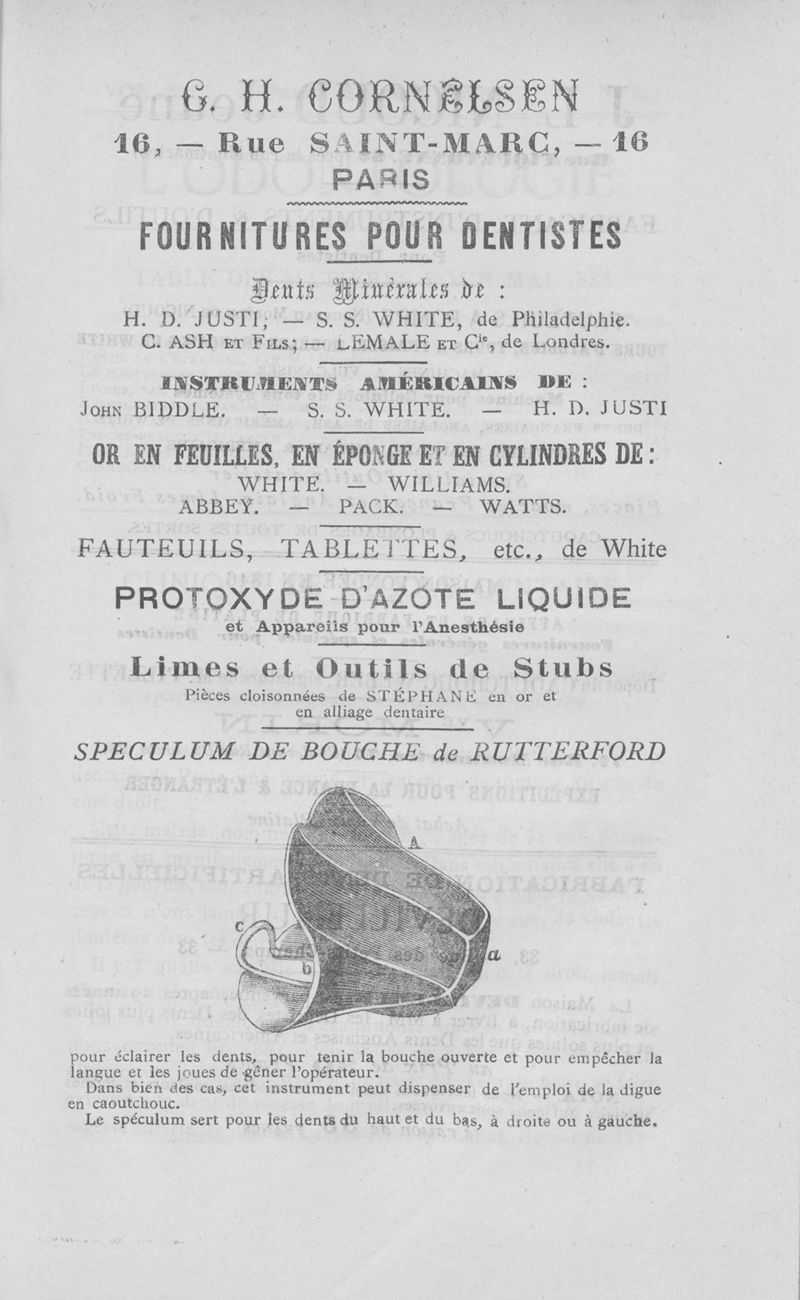 G. H. CORNÉLSEN
16, — Rue SAINT-MARC, — 16
PARIS
FOURNITURES POUR DENTISTES
Dents Minérales de :
H. D. JUSTI; — S. S. WHITE, de Philadelphie.
C. ASH ET FILS; — LEMALE ET Cie, de Londres.
INSTRUMENTS AMÉRICAINS DE :
JOHN BIDDLE. — S. S. WHITE. — H. D. JUSTI
OR EN FEUILLES, EN ÉPONGE ET EN CYLINDRES DE :
WHITE. — WILLIAMS.
ABBEY. — PACK. — WATTS.
FAUTEUILS, TABLETTES, etc., de White
PROTOXYDE D'AZOTE LIQUIDE
et Appareils pour l'Anesthésie
Limes et Outils de Stubs
Pièces cloisonnées de STÉPHANE en or et
en alliage dentaire
SPECULUM DE BOUCHE de RUTTERFORD
A
c
a
b
pour éclairer les dents, pour tenir la bouche ouverte et pour empêcher la
langue et les joues de gêner l'opérateur.
Dans bien des cas, cet instrument peut dispenser de l'emploi de la digue
en caoutchouc.
Le spéculum sert pour les dents du haut et du bas, à droite ou à gauche.